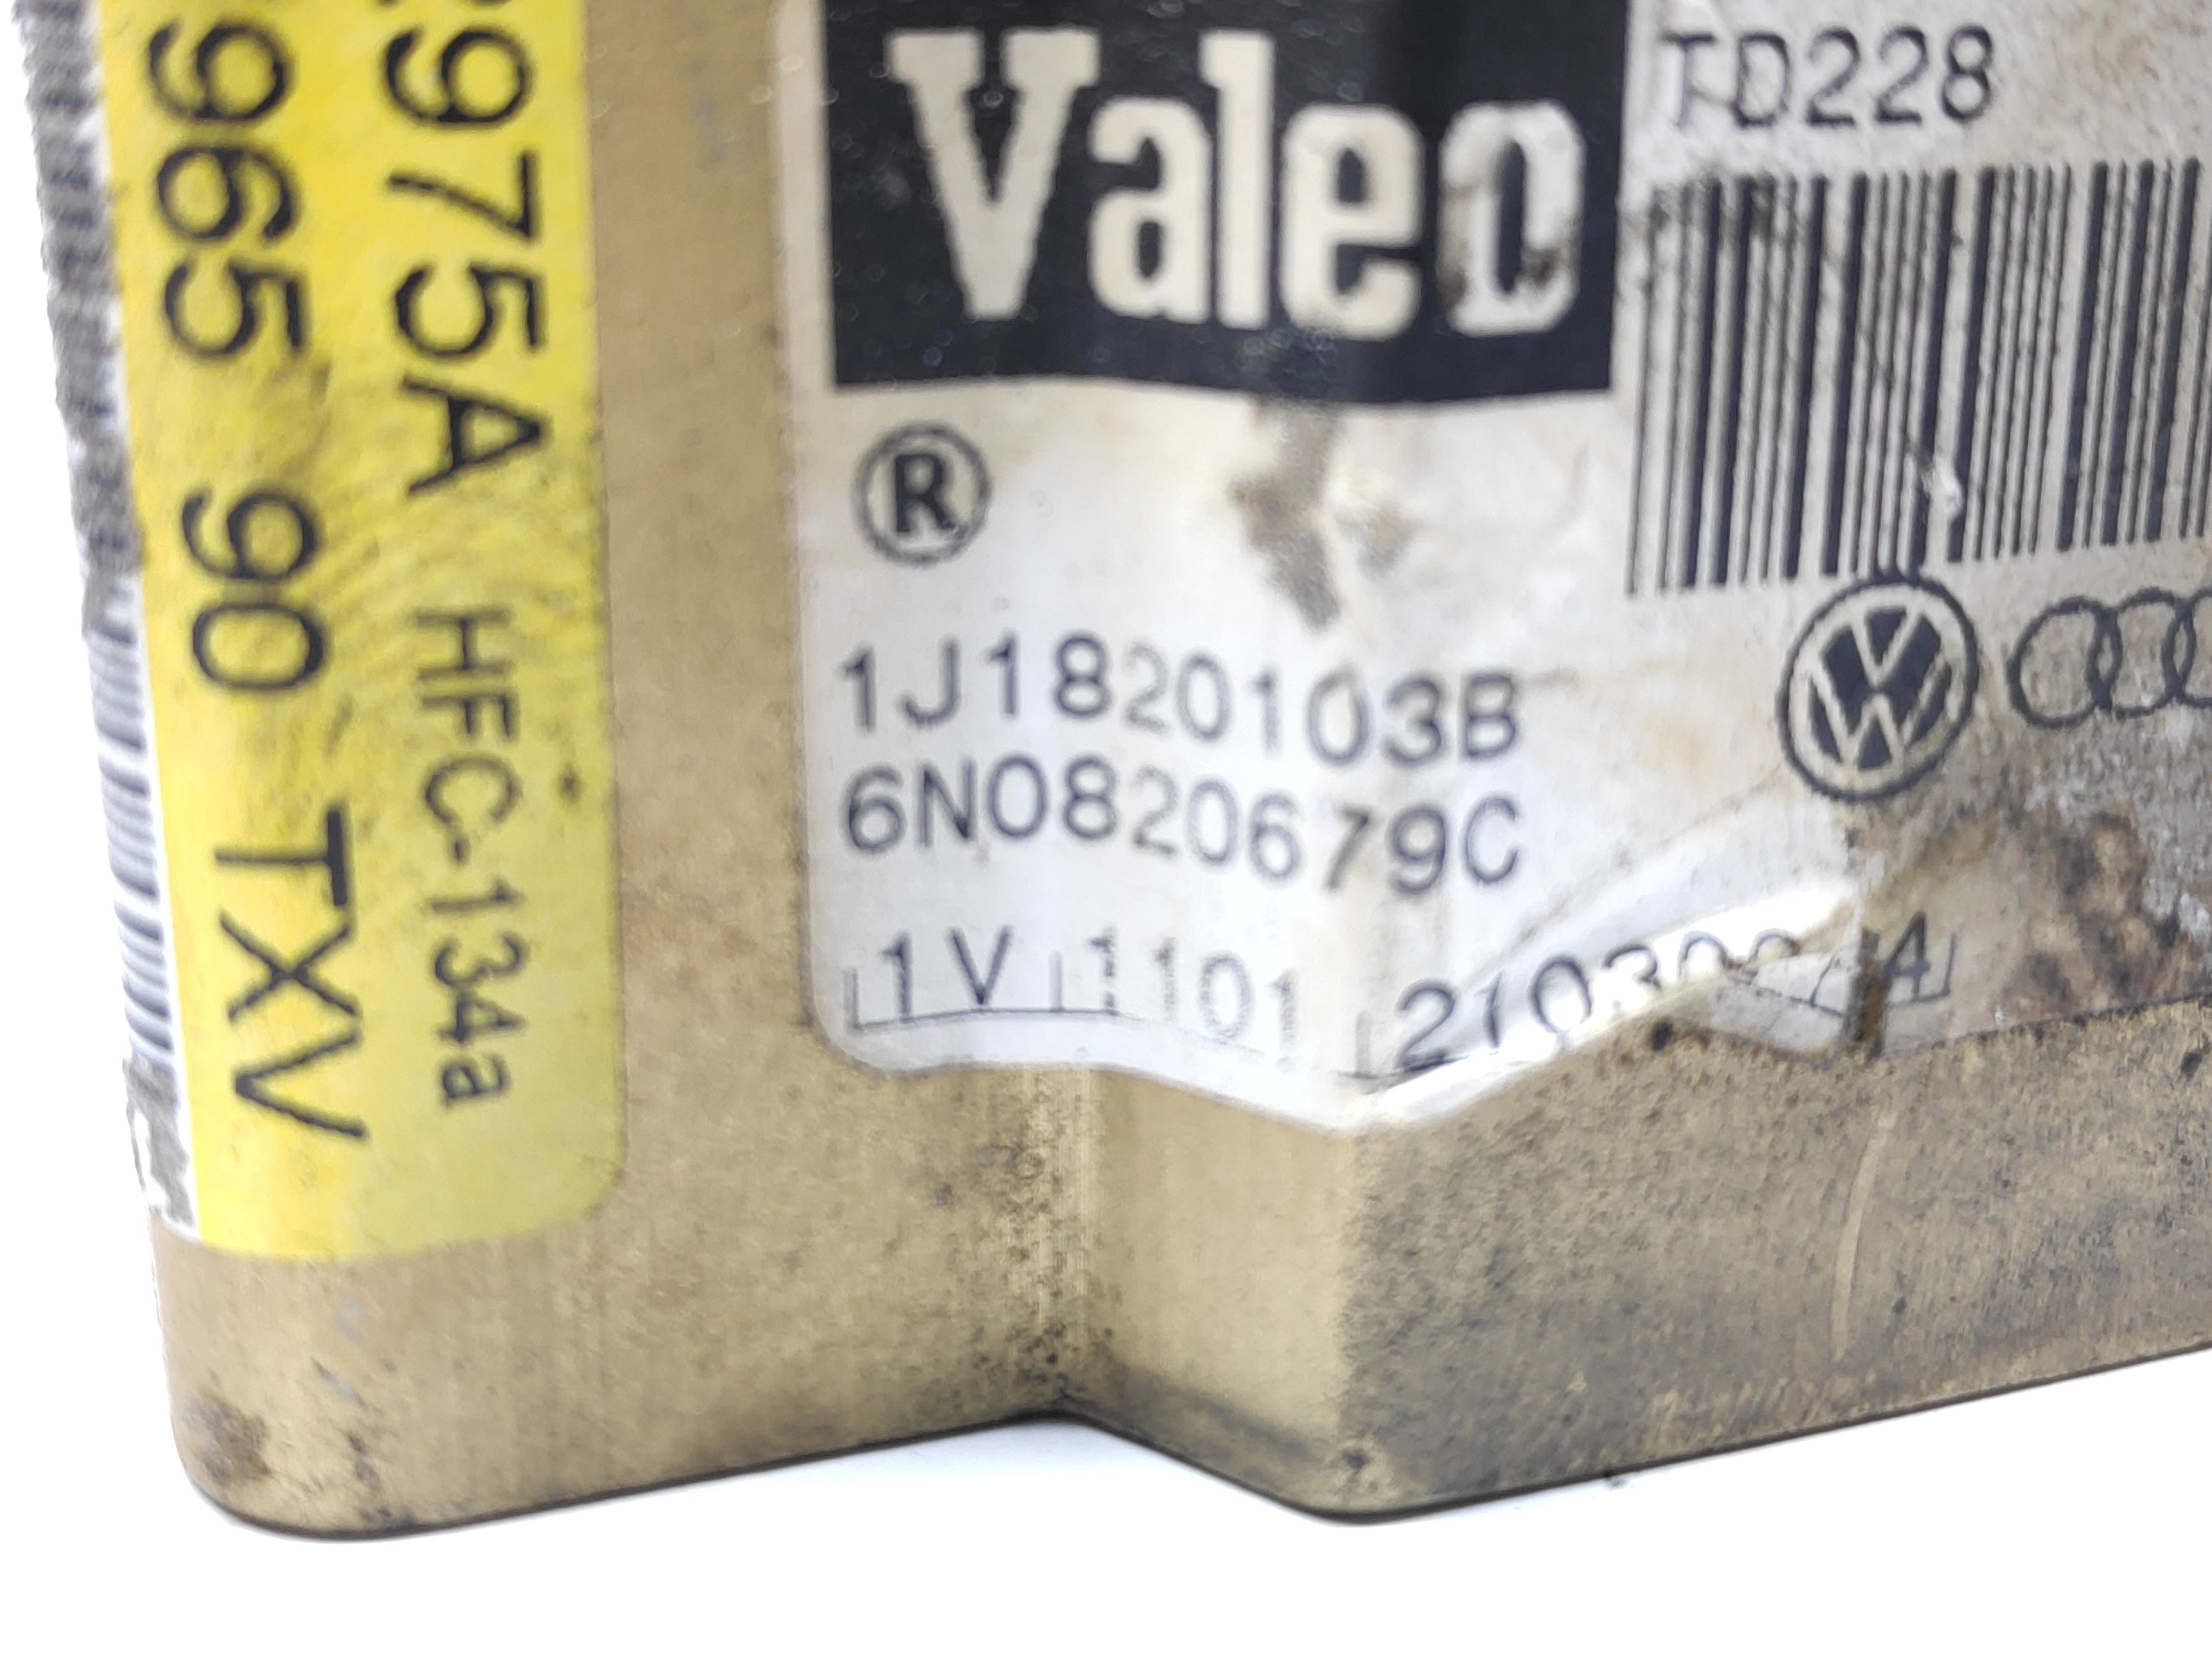 975A HFC-134a
965 90 TXV
Valeo
TD228
®
1J1820103B
6N0820679C
1V 1101